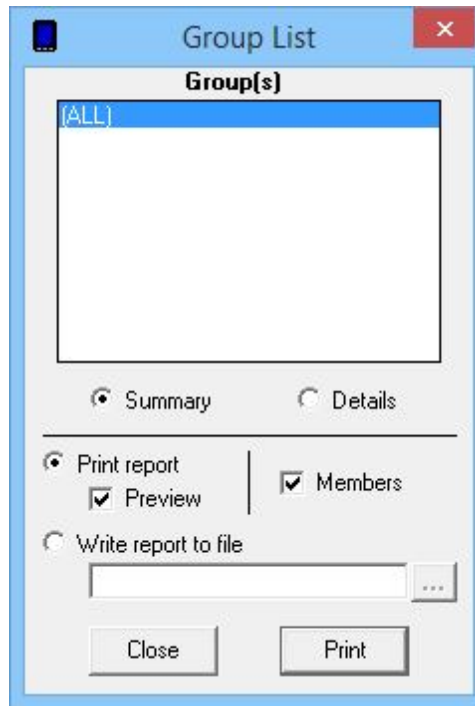 Group List
Group(s)
(ALL)
Summary Details
Print report
Preview Members
Write report to file
...
Close Print